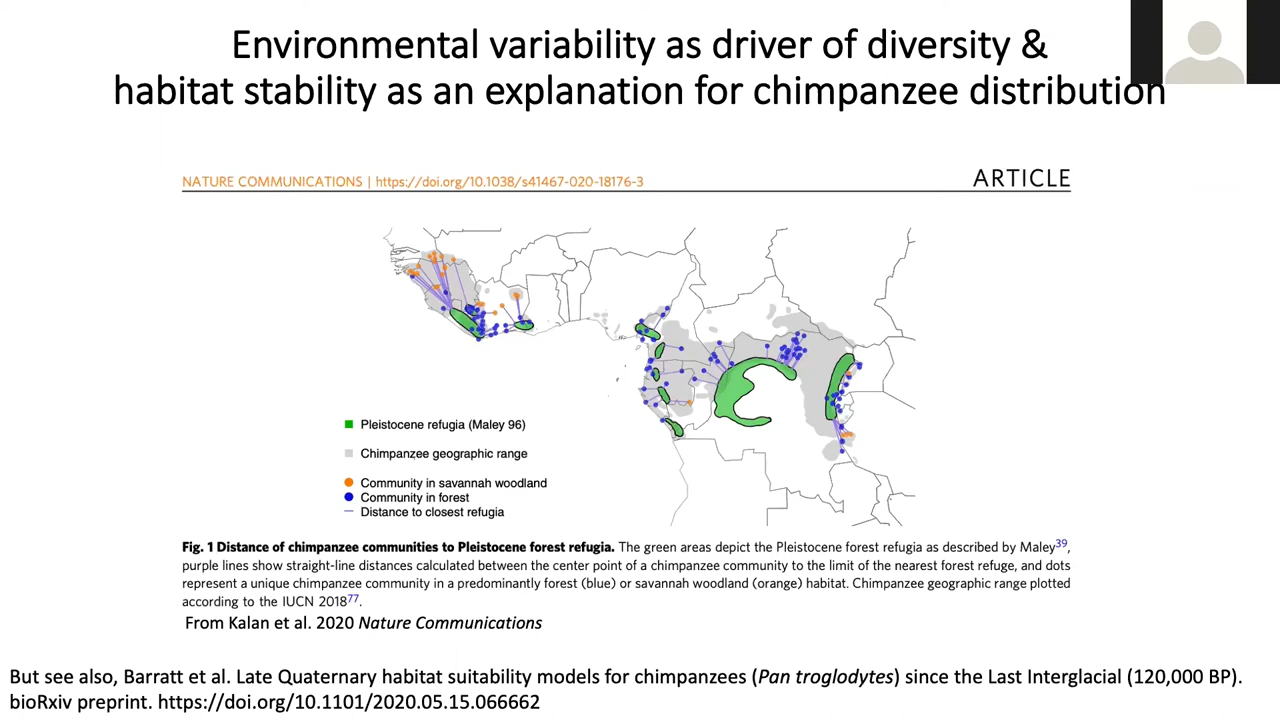 Environmental variability as driver of diversity &
habitat stability as an explanation for chimpanzee distribution
NATURE COMMUNICATIONS | https://doi.org/10.1038/s41467-020-18176-3
ARTICLE
Pleistocene refugia (Maley 96)
Chimpanzee geographic range
Community in savannah woodland
Community in forest
Distance to closest refugia
Fig. 1 Distance of chimpanzee communities to Pleistocene forest refugia. The green areas depict the Pleistocene forest refugia as described by Maley39,
purple lines show straight-line distances calculated between the center point of a chimpanzee community to the limit of the nearest forest refuge, and dots
represent a unique chimpanzee community in a predominantly forest (blue) or savannah woodland (orange) habitat. Chimpanzee geographic range plotted
according to the IUCN 201877.
From Kalan et al. 2020 Nature Communications
But see also, Barratt et al. Late Quaternary habitat suitability models for chimpanzees (Pan troglodytes) since the Last Interglacial (120,000 BP).
bioRxiv preprint. https://doi.org/10.1101/2020.05.15.066662